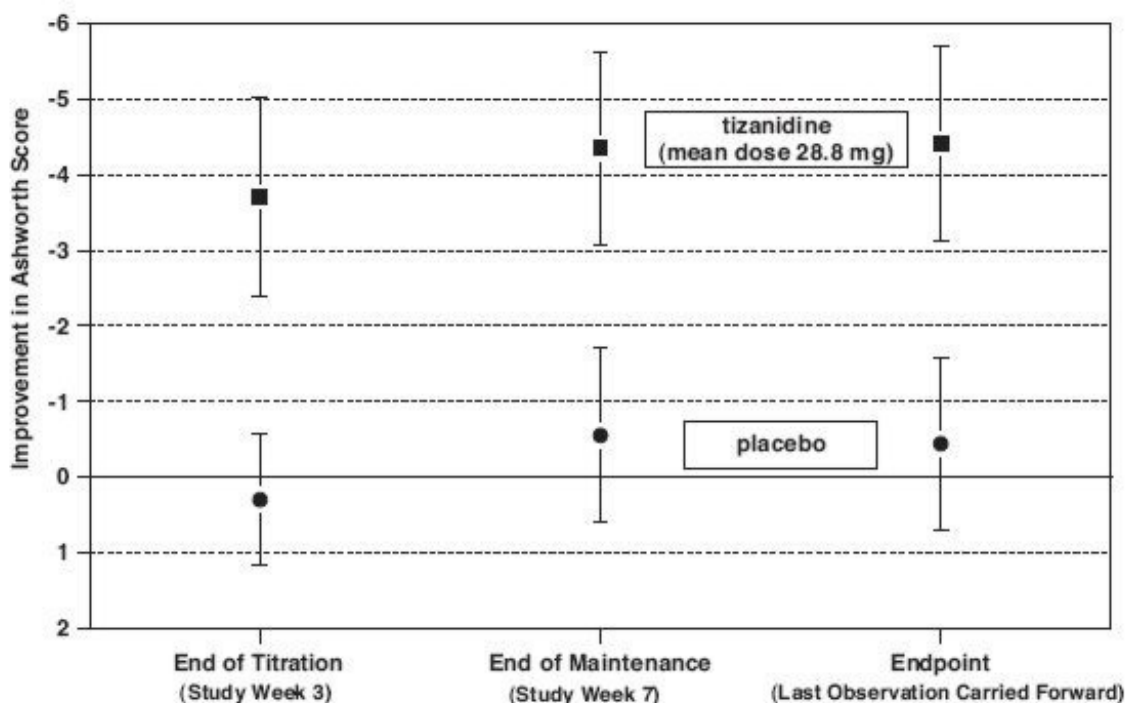 Improvement in Ashworth Score
-6
-5
-4
-3
-2
-1
0
1
2
tizanidine
(mean dose 28.8 mg)
placebo
End of Titration
(Study Week 3)
End of Maintenance
(Study Week 7)
Endpoint
(Last Observation Carried Forward)